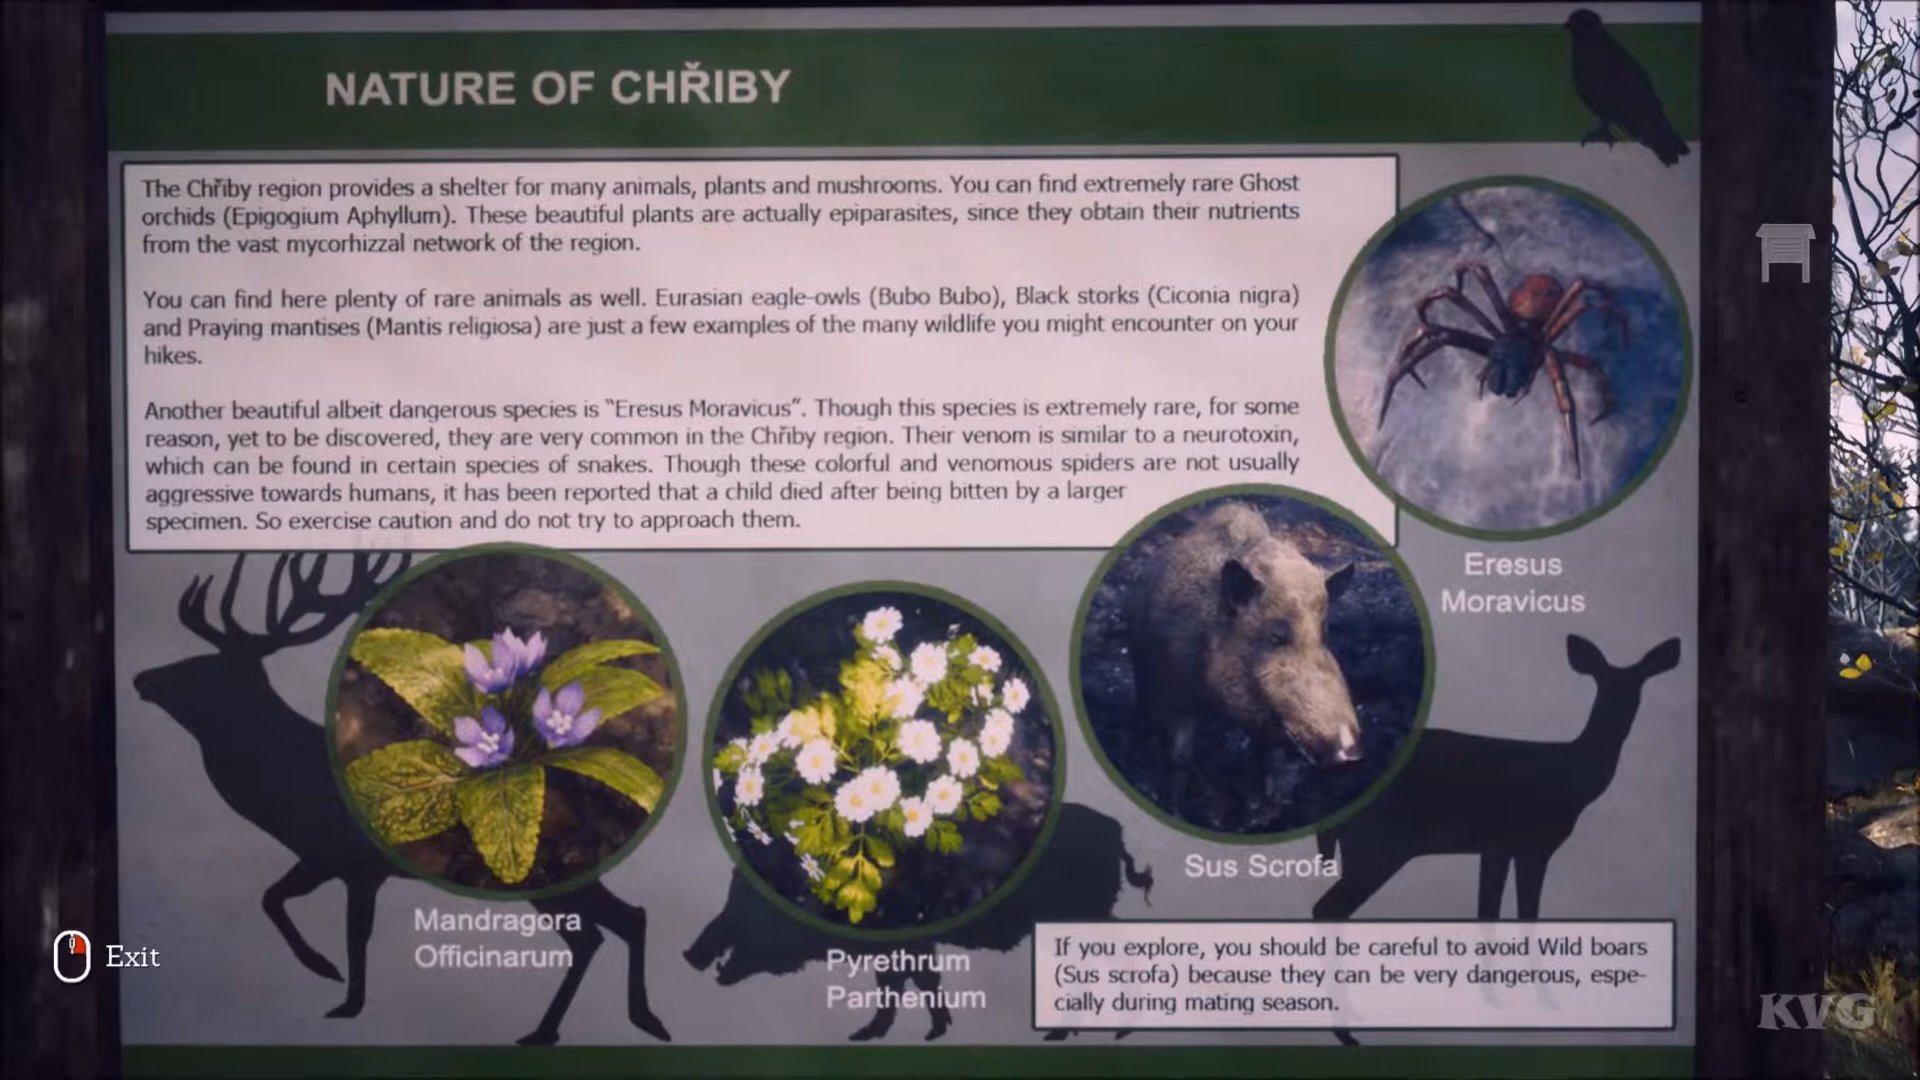 NATURE OF CHŘIBY
The Chřiby region provides a shelter for many animals, plants and mushrooms. You can find extremely rare Ghost
orchids (Epigogium Aphyllum). These beautiful plants are actually epiparasites, since they obtain their nutrients
from the vast mycorhizzal network of the region.
You can find here plenty of rare animals as well. Eurasian eagle-owls (Bubo Bubo), Black storks (Ciconia nigra)
and Praying mantises (Mantis religiosa) are just a few examples of the many wildlife you might encounter on your
hikes.
Another beautiful albeit dangerous species is "Eresus Moravicus". Though this species is extremely rare, for some
reason, yet to be discovered, they are very common in the Chřiby region. Their venom is similar to a neurotoxin,
which can be found in certain species of snakes. Though these colorful and venomous spiders are not usually
aggressive towards humans, it has been reported that a child died after being bitten by a larger
specimen. So exercise caution and do not try to approach them.
Eresus
Moravicus
Sus Scrofa
Mandragora
Officinarum
Pyrethrum
Parthenium
If you explore, you should be careful to avoid Wild boars
(Sus scrofa) because they can be very dangerous, espe-
cially during mating season.
Exit
KVG